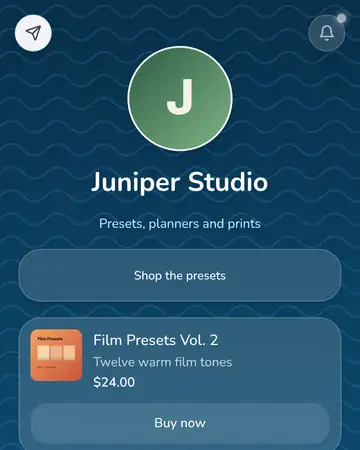 J
Juniper Studio
Presets, planners and prints
Shop the presets
Film Presets
Film Presets Vol. 2
Twelve warm film tones
$24.00
Buy now